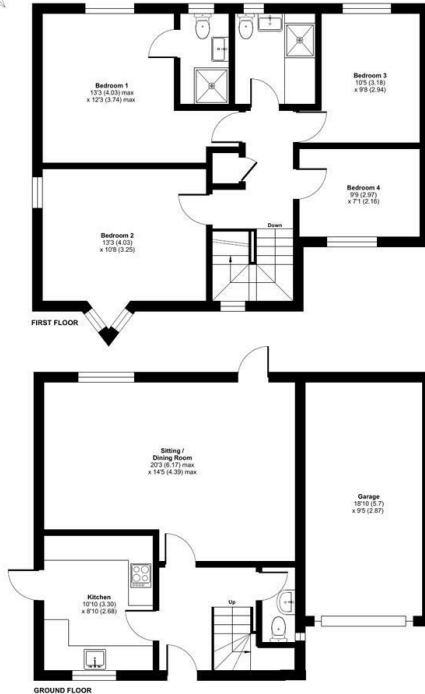 Bedroom 1
13'3 (4.03) max
x 12'3 (3.74) max
Bedroom 3
10'5 (3.18)
x 9'8 (2.94)
Bedroom 4
9'9 (2.97)
x 7'1 (2.16)
Bedroom 2
13'3 (4.03)
x 10'8 (3.25)
Down
FIRST FLOOR
Sitting /
Dining Room
20'3 (6.17) max
x 14'5 (4.39) max
Garage
18'10 (5.7)
x 9'5 (2.87)
Kitchen
10'10 (3.30)
x 8'10 (2.68)
Up
GROUND FLOOR